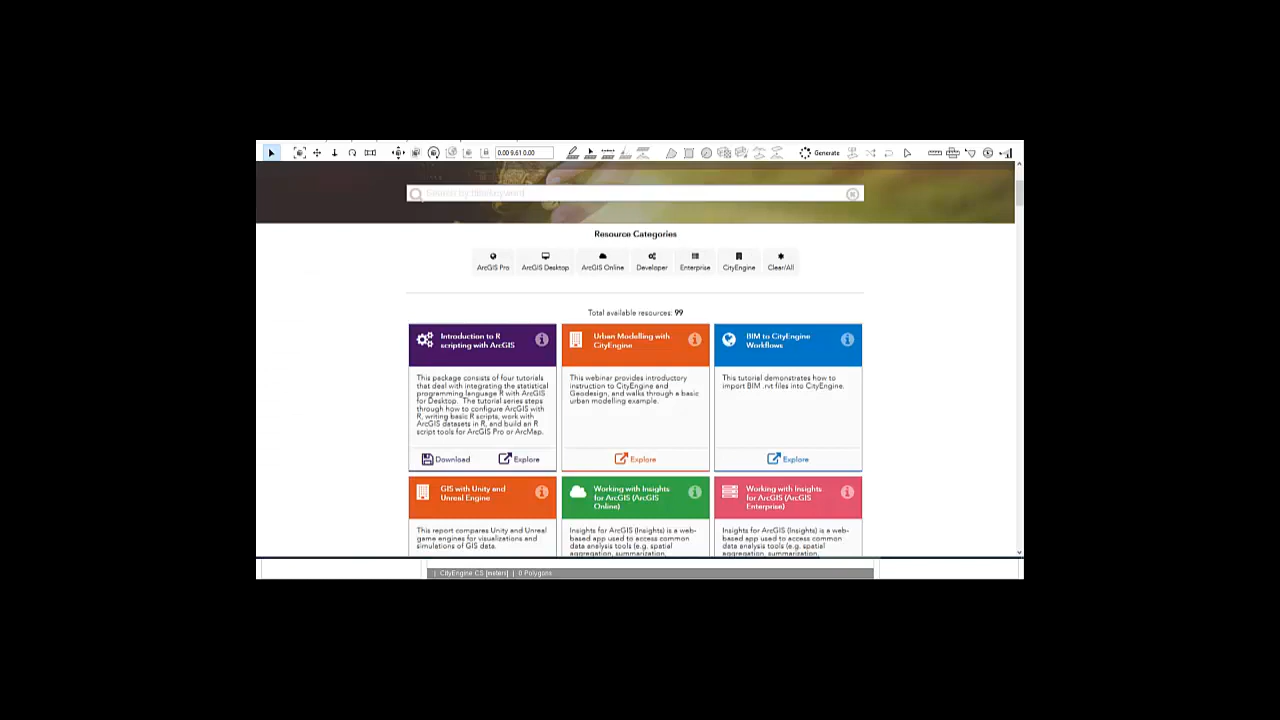 0.00 9.61 0.00
Generate
Resource Categories
ArcGIS Pro
ArcGIS Desktop
ArcGIS Online
Developer
Enterprise
CityEngine
Clear/All
Total available resources: 99
Introduction to R
scripting with ArcGIS
This package consists of four tutorials
that deal with integrating the statistical
programming language R with ArcGIS
for Desktop. The tutorial series steps
through how to configure ArcGIS with
R, writing basic R scripts, work with
ArcGIS datasets in R, and build an R
script tools for ArcGIS Pro or ArcMap.
Download
Explore
Urban Modelling with
CityEngine
This webinar provides introductory
instruction to CityEngine and
Geodesign, and walks through a basic
urban modelling example.
Explore
BIM to CityEngine
Workflows
This tutorial demonstrates how to
import BIM .rvt files into CityEngine.
Explore
GIS with Unity and
Unreal Engine
This report compares Unity and Unreal
game engines for visualizations and
simulations of GIS data.
Working with Insights
for ArcGIS (ArcGIS
Online)
Insights for ArcGIS (Insights) is a web-
based app used to access common
data analysis tools (e.g. spatial
aggregation, summarization,
Working with Insights
for ArcGIS (ArcGIS
Enterprise)
Insights for ArcGIS (Insights) is a web-
based app used to access common
data analysis tools (e.g. spatial
aggregation, summarization,
| CityEngine CS [meters] | 0 Polygons